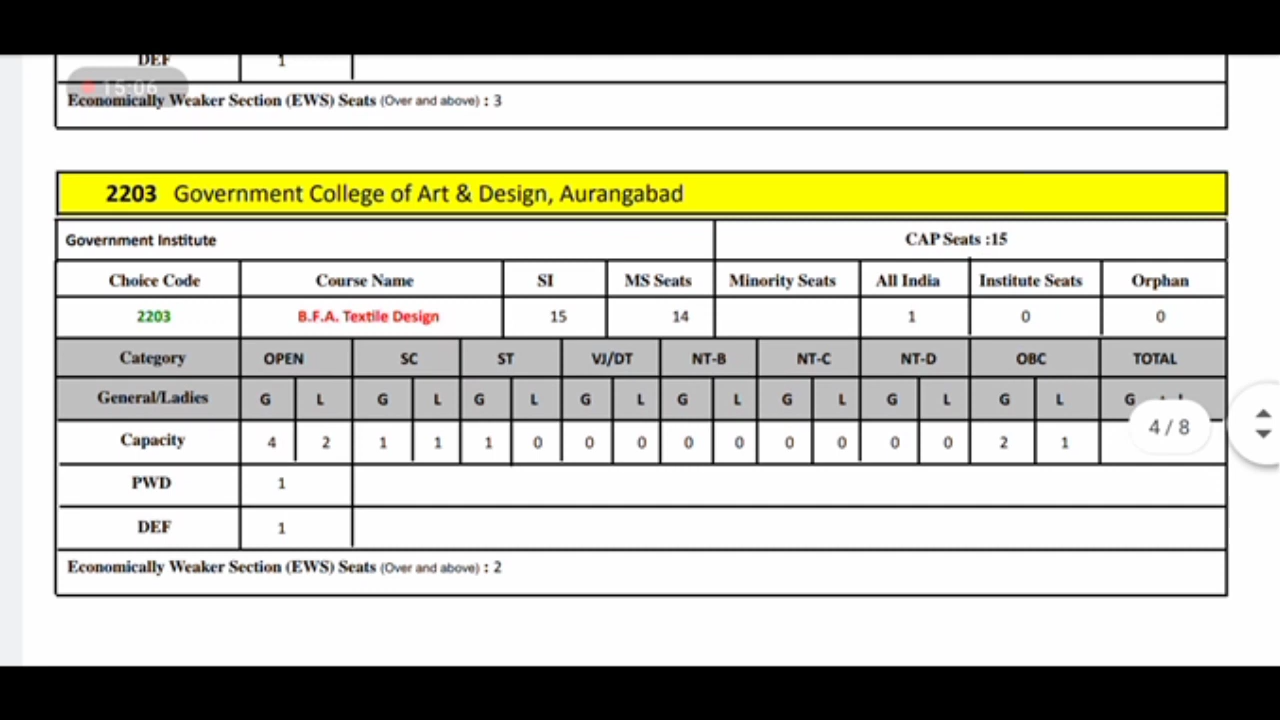 DEF 1
15:06
Economically Weaker Section (EWS) Seats (Over and above) : 3
2203 Government College of Art & Design, Aurangabad
Government Institute CAP Seats :15
Choice Code Course Name SI MS Seats Minority Seats All India Institute Seats Orphan
2203 B.F.A. Textile Design 15 14 1 0 0
Category OPEN SC ST VJ/DT NT-B NT-C NT-D OBC TOTAL
General/Ladies G L G L G L G L G L G L G L G L G L
Capacity 4 2 1 1 1 0 0 0 0 0 0 0 0 0 2 1
4 / 8
PWD 1
DEF 1
Economically Weaker Section (EWS) Seats (Over and above) : 2